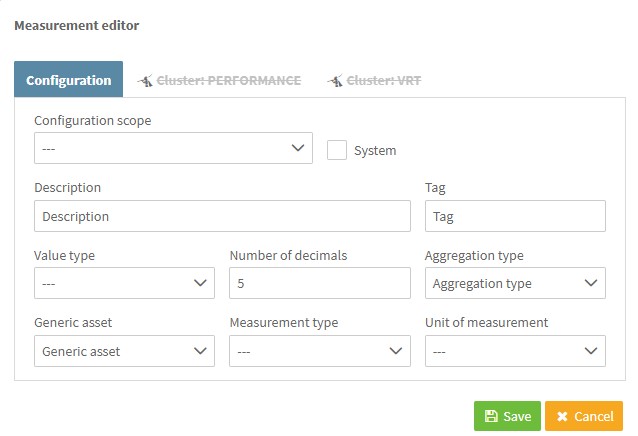 Measurement editor
Configuration Cluster: PERFORMANCE Cluster: VRT
Configuration scope
--- System
Description Tag
Description Tag
Value type Number of decimals Aggregation type
--- 5 Aggregation type
Generic asset Measurement type Unit of measurement
Generic asset --- ---
Save Cancel